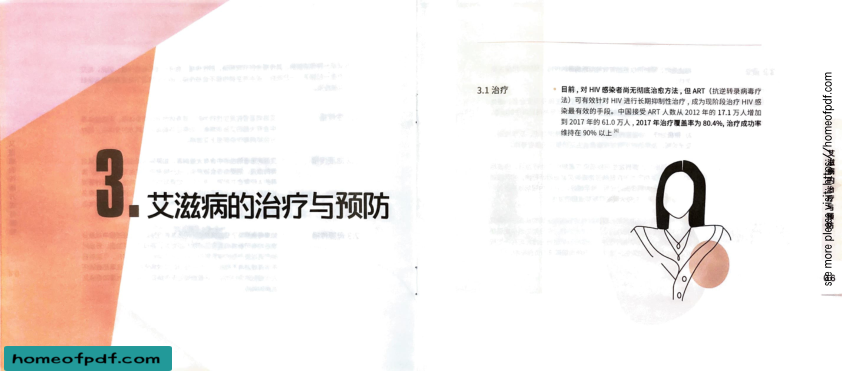 3.艾滋病的治疗与预防
3.1 治疗
目前，对 HIV 感染者尚无彻底治愈方法，但 ART（抗逆转录病毒疗
法）可有效针对 HIV 进行长期抑制性治疗，成为现阶段治疗 HIV 感
染最有效的手段。中国接受 ART 人数从 2012 年的 17.1 万人增加
到 2017 年的 61.0 万人，2017 年治疗覆盖率为 80.4%, 治疗成功率
维持在 90% 以上
see more please visit: https://homeofpdf.com
homeofpdf.com